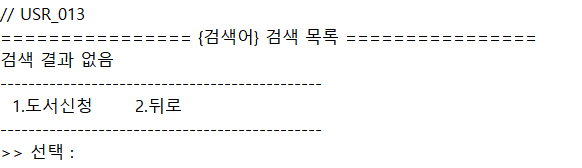 // USR_013
================ {검색어} 검색 목록 ================
검색 결과 없음
----------------------------------------------
1.도서신청 2.뒤로
----------------------------------------------
>> 선택 :